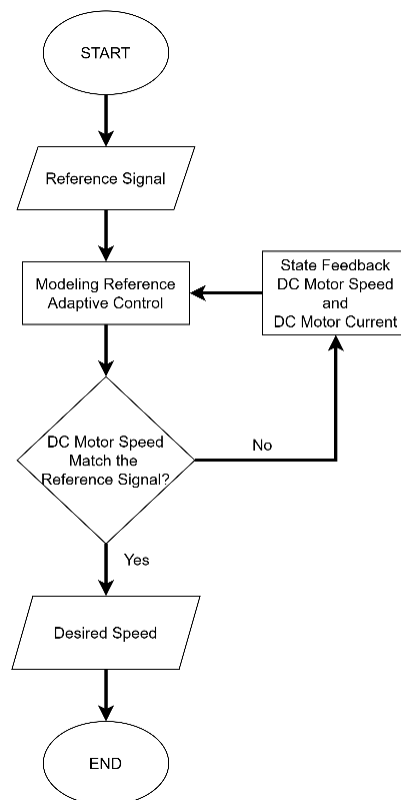 START
Reference Signal
Modeling Reference
Adaptive Control
State Feedback
DC Motor Speed
and
DC Motor Current
DC Motor Speed
Match the
Reference Signal?
No
Yes
Desired Speed
END